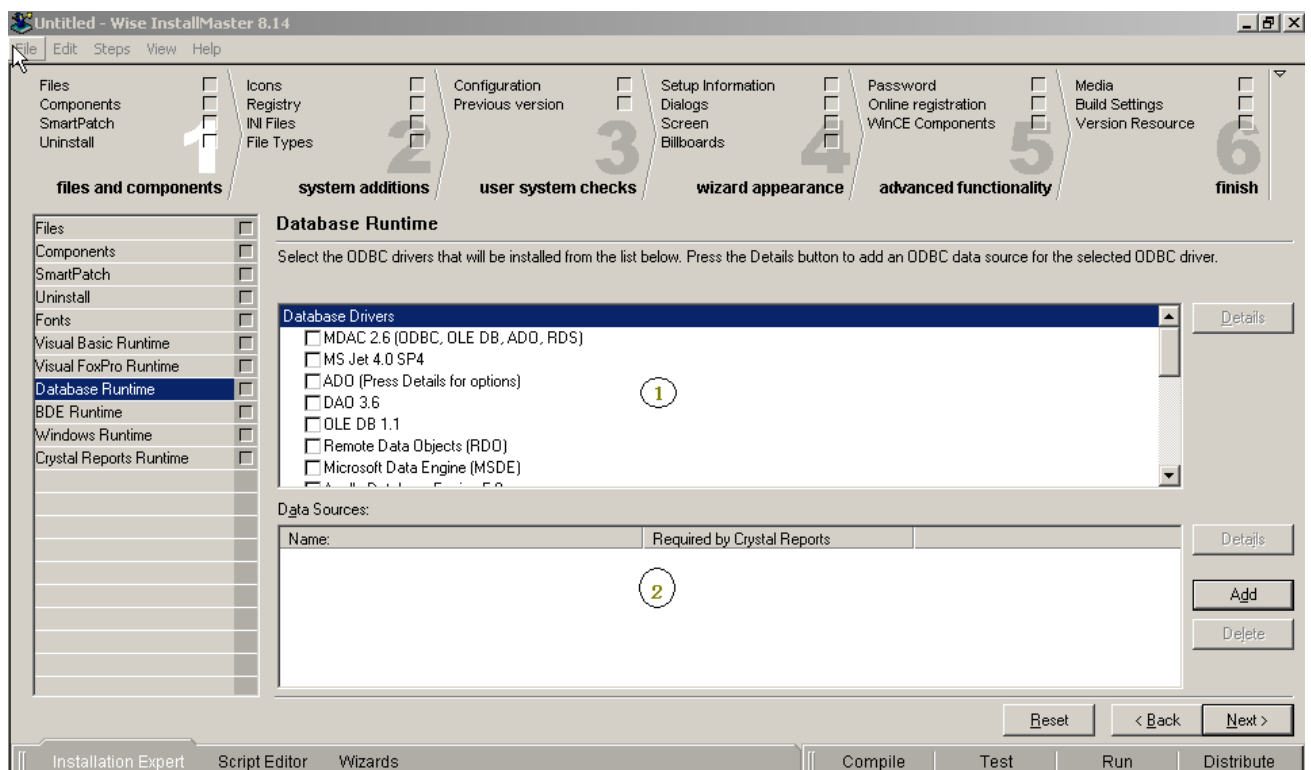 Untitled - Wise InstallMaster 8.14
File Edit Steps View Help
Files
Components
SmartPatch
Uninstall
1
files and components
Icons
Registry
INI Files
File Types
2
system additions
Configuration
Previous version
3
user system checks
Setup Information
Dialogs
Screen
Billboards
4
wizard appearance
Password
Online registration
WinCE Components
5
advanced functionality
Media
Build Settings
Version Resource
6
finish
Files
Components
SmartPatch
Uninstall
Fonts
Visual Basic Runtime
Visual FoxPro Runtime
Database Runtime
BDE Runtime
Windows Runtime
Crystal Reports Runtime
Database Runtime
Select the ODBC drivers that will be installed from the list below. Press the Details button to add an ODBC data source for the selected ODBC driver.
Database Drivers
MDAC 2.6 (ODBC, OLE DB, ADO, RDS)
MS Jet 4.0 SP4
ADO (Press Details for options)
DAO 3.6
OLE DB 1.1
Remote Data Objects (RDO)
Microsoft Data Engine (MSDE)
1
Details
Data Sources:
Name: Required by Crystal Reports
2
Details
Add
Delete
Reset < Back Next >
Installation Expert Script Editor Wizards Compile Test Run Distribute